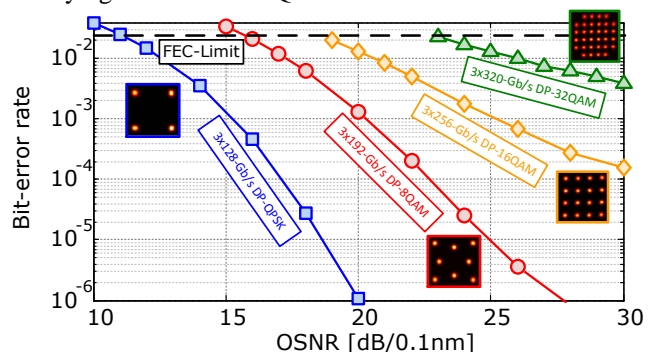 10-2
FEC-Limit
3x320-Gb/s DP-32QAM
10-3
3x256-Gb/s DP-16QAM
3x192-Gb/s DP-8QAM
3x128-Gb/s DP-QPSK
10-4
10-5
10-6
Bit-error rate
10 15 20 25 30
OSNR [dB/0.1nm]